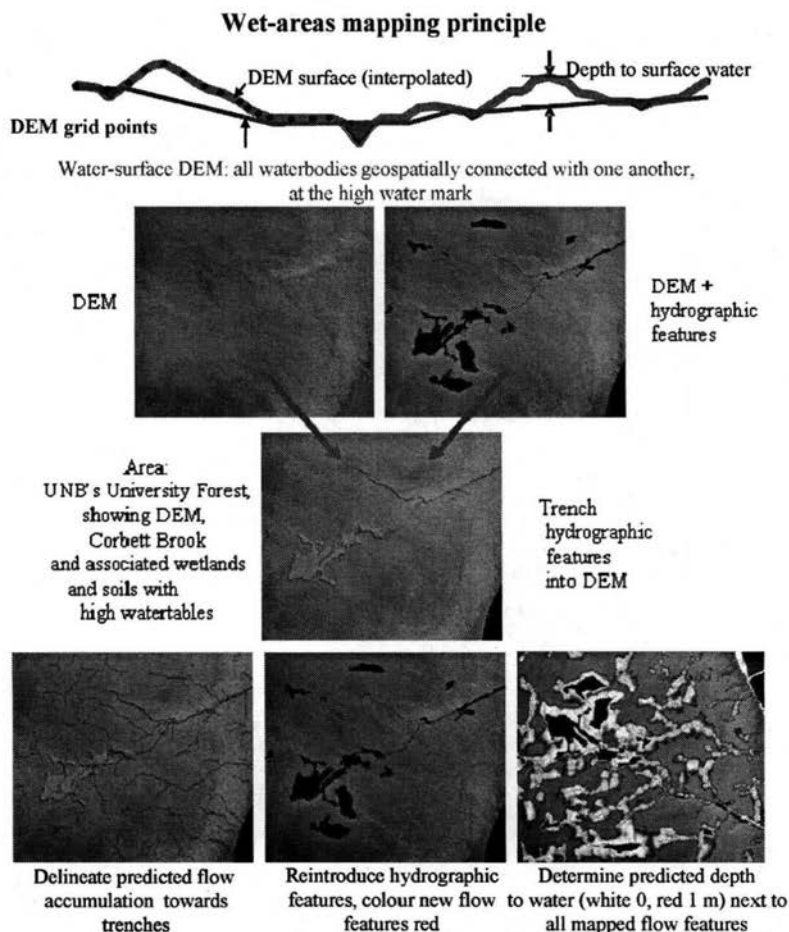 Wet-areas mapping principle
DEM surface (interpolated)
Depth to surface water
DEM grid points
Water-surface DEM: all waterbodies geospatially connected with one another,
at the high water mark
DEM
DEM +
hydrographic
features
Area:
UNB's University Forest,
showing DEM,
Corbett Brook
and associated wetlands
and soils with
high watertables
Trench
hydrographic
features
into DEM
Delineate predicted flow
accumulation towards
trenches
Reintroduce hydrographic
features, colour new flow
features red
Determine predicted depth
to water (white 0, red 1 m) next to
all mapped flow features